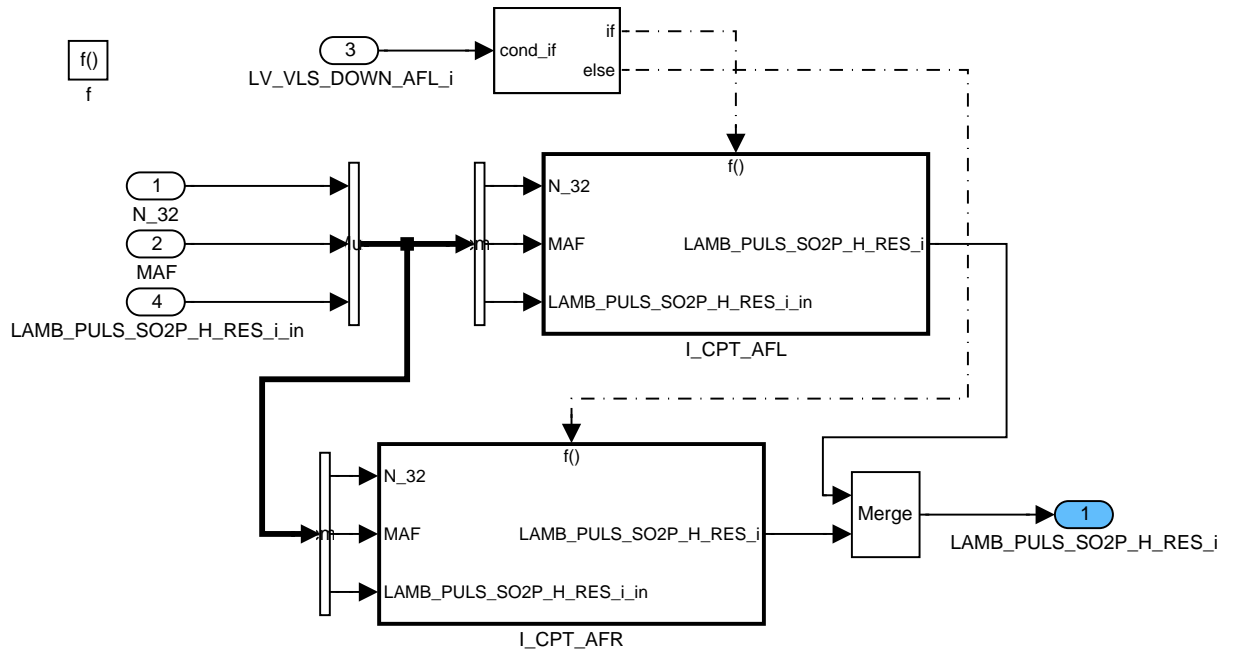 f()
f
3
LV_VLS_DOWN_AFL_i
cond_if
if
else
1
N_32
2
MAF
4
LAMB_PULS_SO2P_H_RES_i_in
f()
N_32
MAF
LAMB_PULS_SO2P_H_RES_i_in
LAMB_PULS_SO2P_H_RES_i
I_CPT_AFL
f()
N_32
MAF
LAMB_PULS_SO2P_H_RES_i_in
LAMB_PULS_SO2P_H_RES_i
I_CPT_AFR
Merge
1
LAMB_PULS_SO2P_H_RES_i